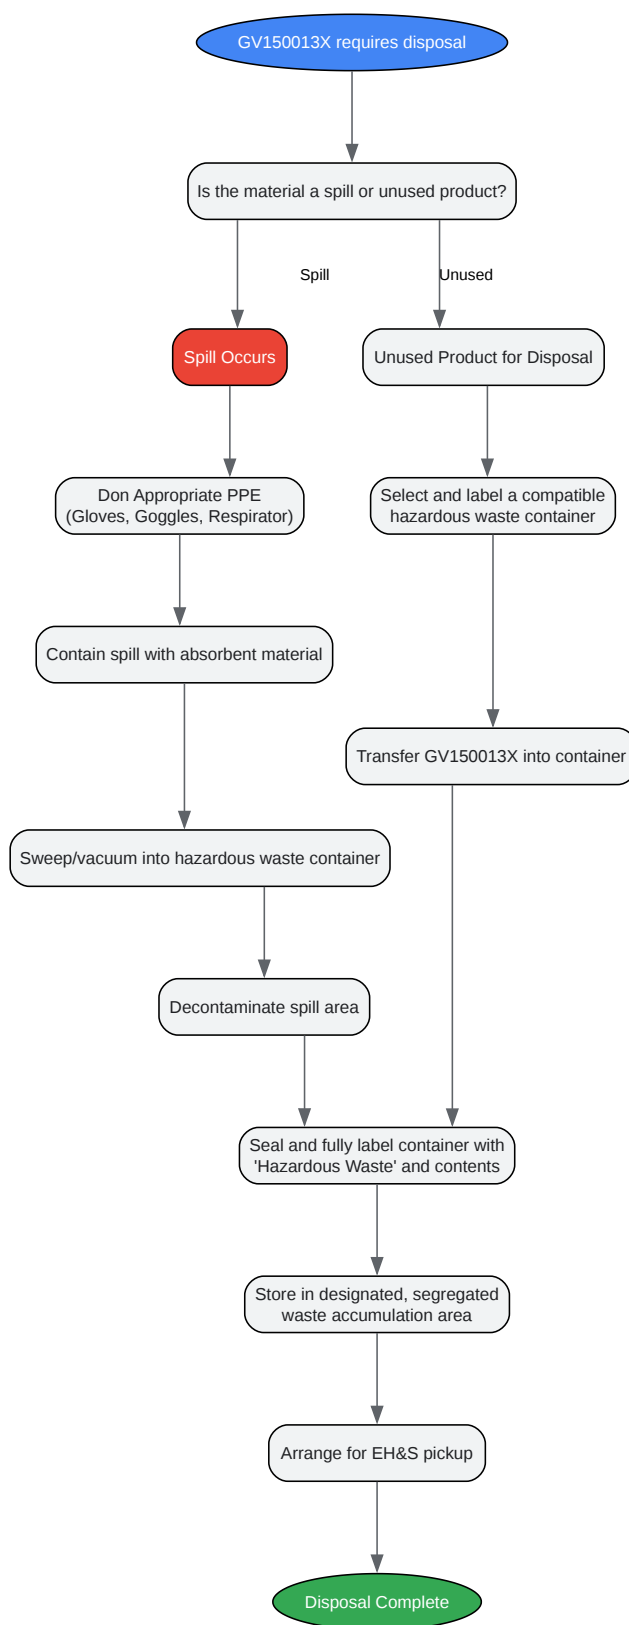 GV150013X requires disposal
Is the material a spill or unused product?
Spill
Unused
Spill Occurs
Unused Product for Disposal
Don Appropriate PPE
(Gloves, Goggles, Respirator)
Select and label a compatible
hazardous waste container
Contain spill with absorbent material
Transfer GV150013X into container
Sweep/vacuum into hazardous waste container
Decontaminate spill area
Seal and fully label container with
'Hazardous Waste' and contents
Store in designated, segregated
waste accumulation area
Arrange for EH&S pickup
Disposal Complete